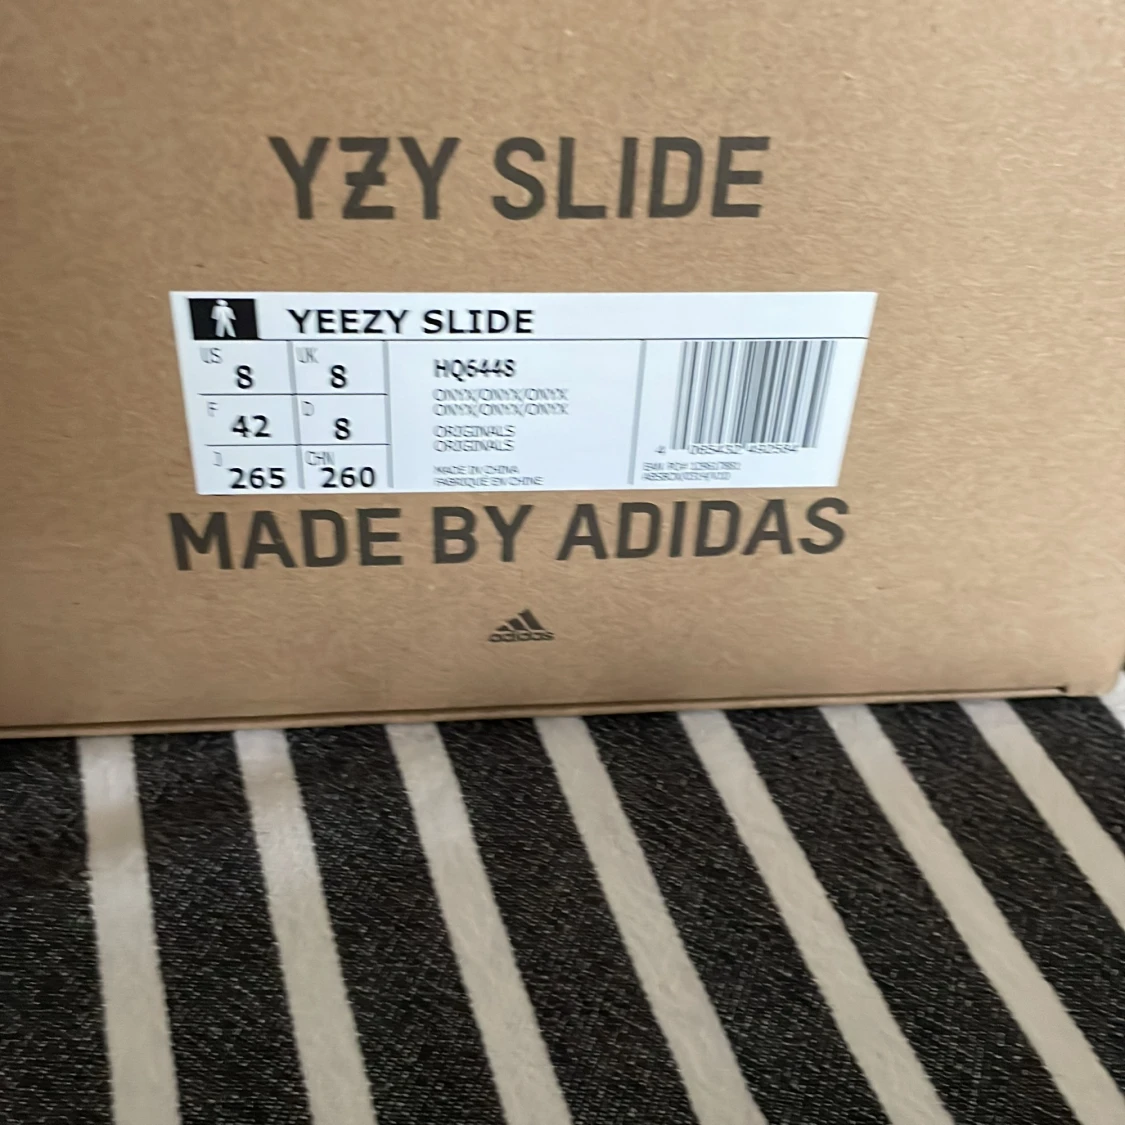 YZY SLIDE
YEEZY SLIDE
US 8 UK 8
F 42 D 8
J 265 CHN 260
HQ6448
ONYX/ONYX/ONYX
ONYX/ONYX/ONYX
ORIGINALS
ORIGINALS
MADE IN CHINA
FABRIQUE EN CHINE
MADE BY ADIDAS
adidas